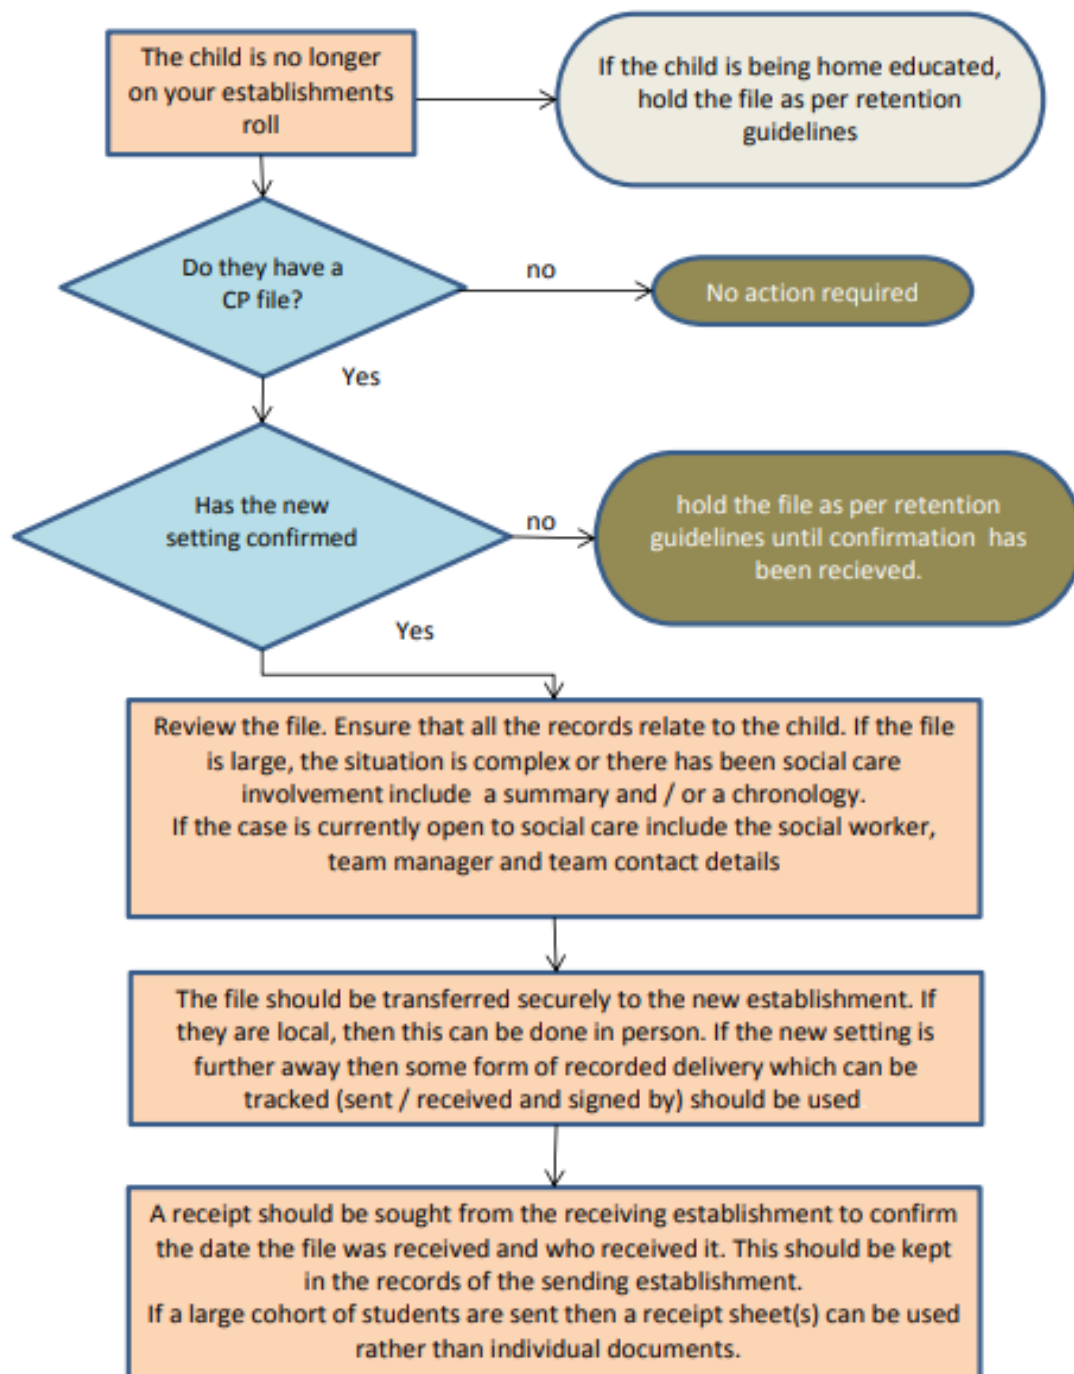 The child is no longer
on your establishments
roll
If the child is being home educated,
hold the file as per retention
guidelines
Do they have a
CP file?
no
No action required
Yes
Has the new
setting confirmed
no
hold the file as per retention
guidelines until confirmation has
been recieved.
Yes
Review the file. Ensure that all the records relate to the child. If the file
is large, the situation is complex or there has been social care
involvement include a summary and / or a chronology.
If the case is currently open to social care include the social worker,
team manager and team contact details
The file should be transferred securely to the new establishment. If
they are local, then this can be done in person. If the new setting is
further away then some form of recorded delivery which can be
tracked (sent / received and signed by) should be used
A receipt should be sought from the receiving establishment to confirm
the date the file was received and who received it. This should be kept
in the records of the sending establishment.
If a large cohort of students are sent then a receipt sheet(s) can be used
rather than individual documents.